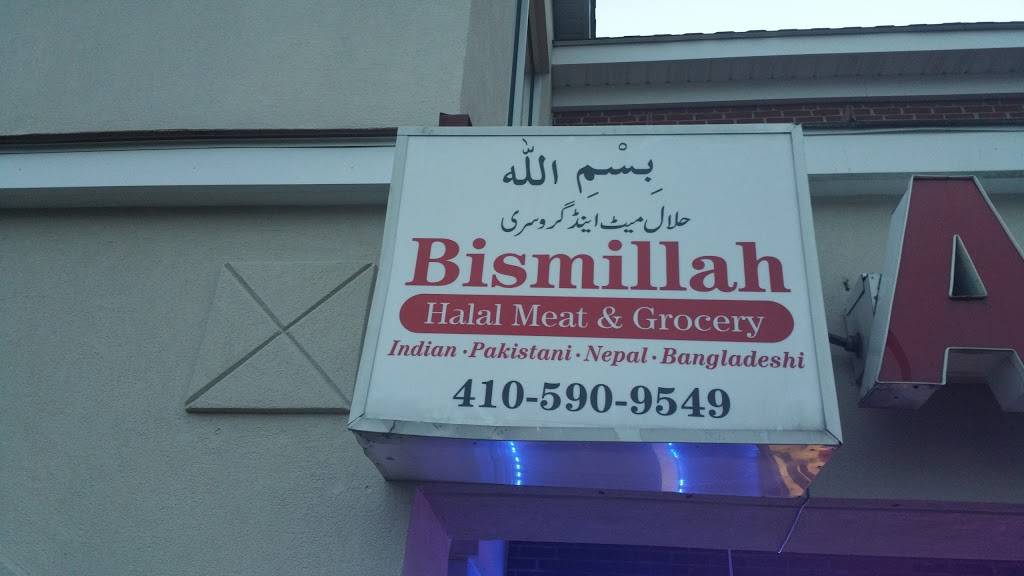 بِسْمِ اللّٰه
حلال میٹ اینڈ گروسری
Bismillah
Halal Meat & Grocery
Indian · Pakistani · Nepal · Bangladeshi
410-590-9549
A